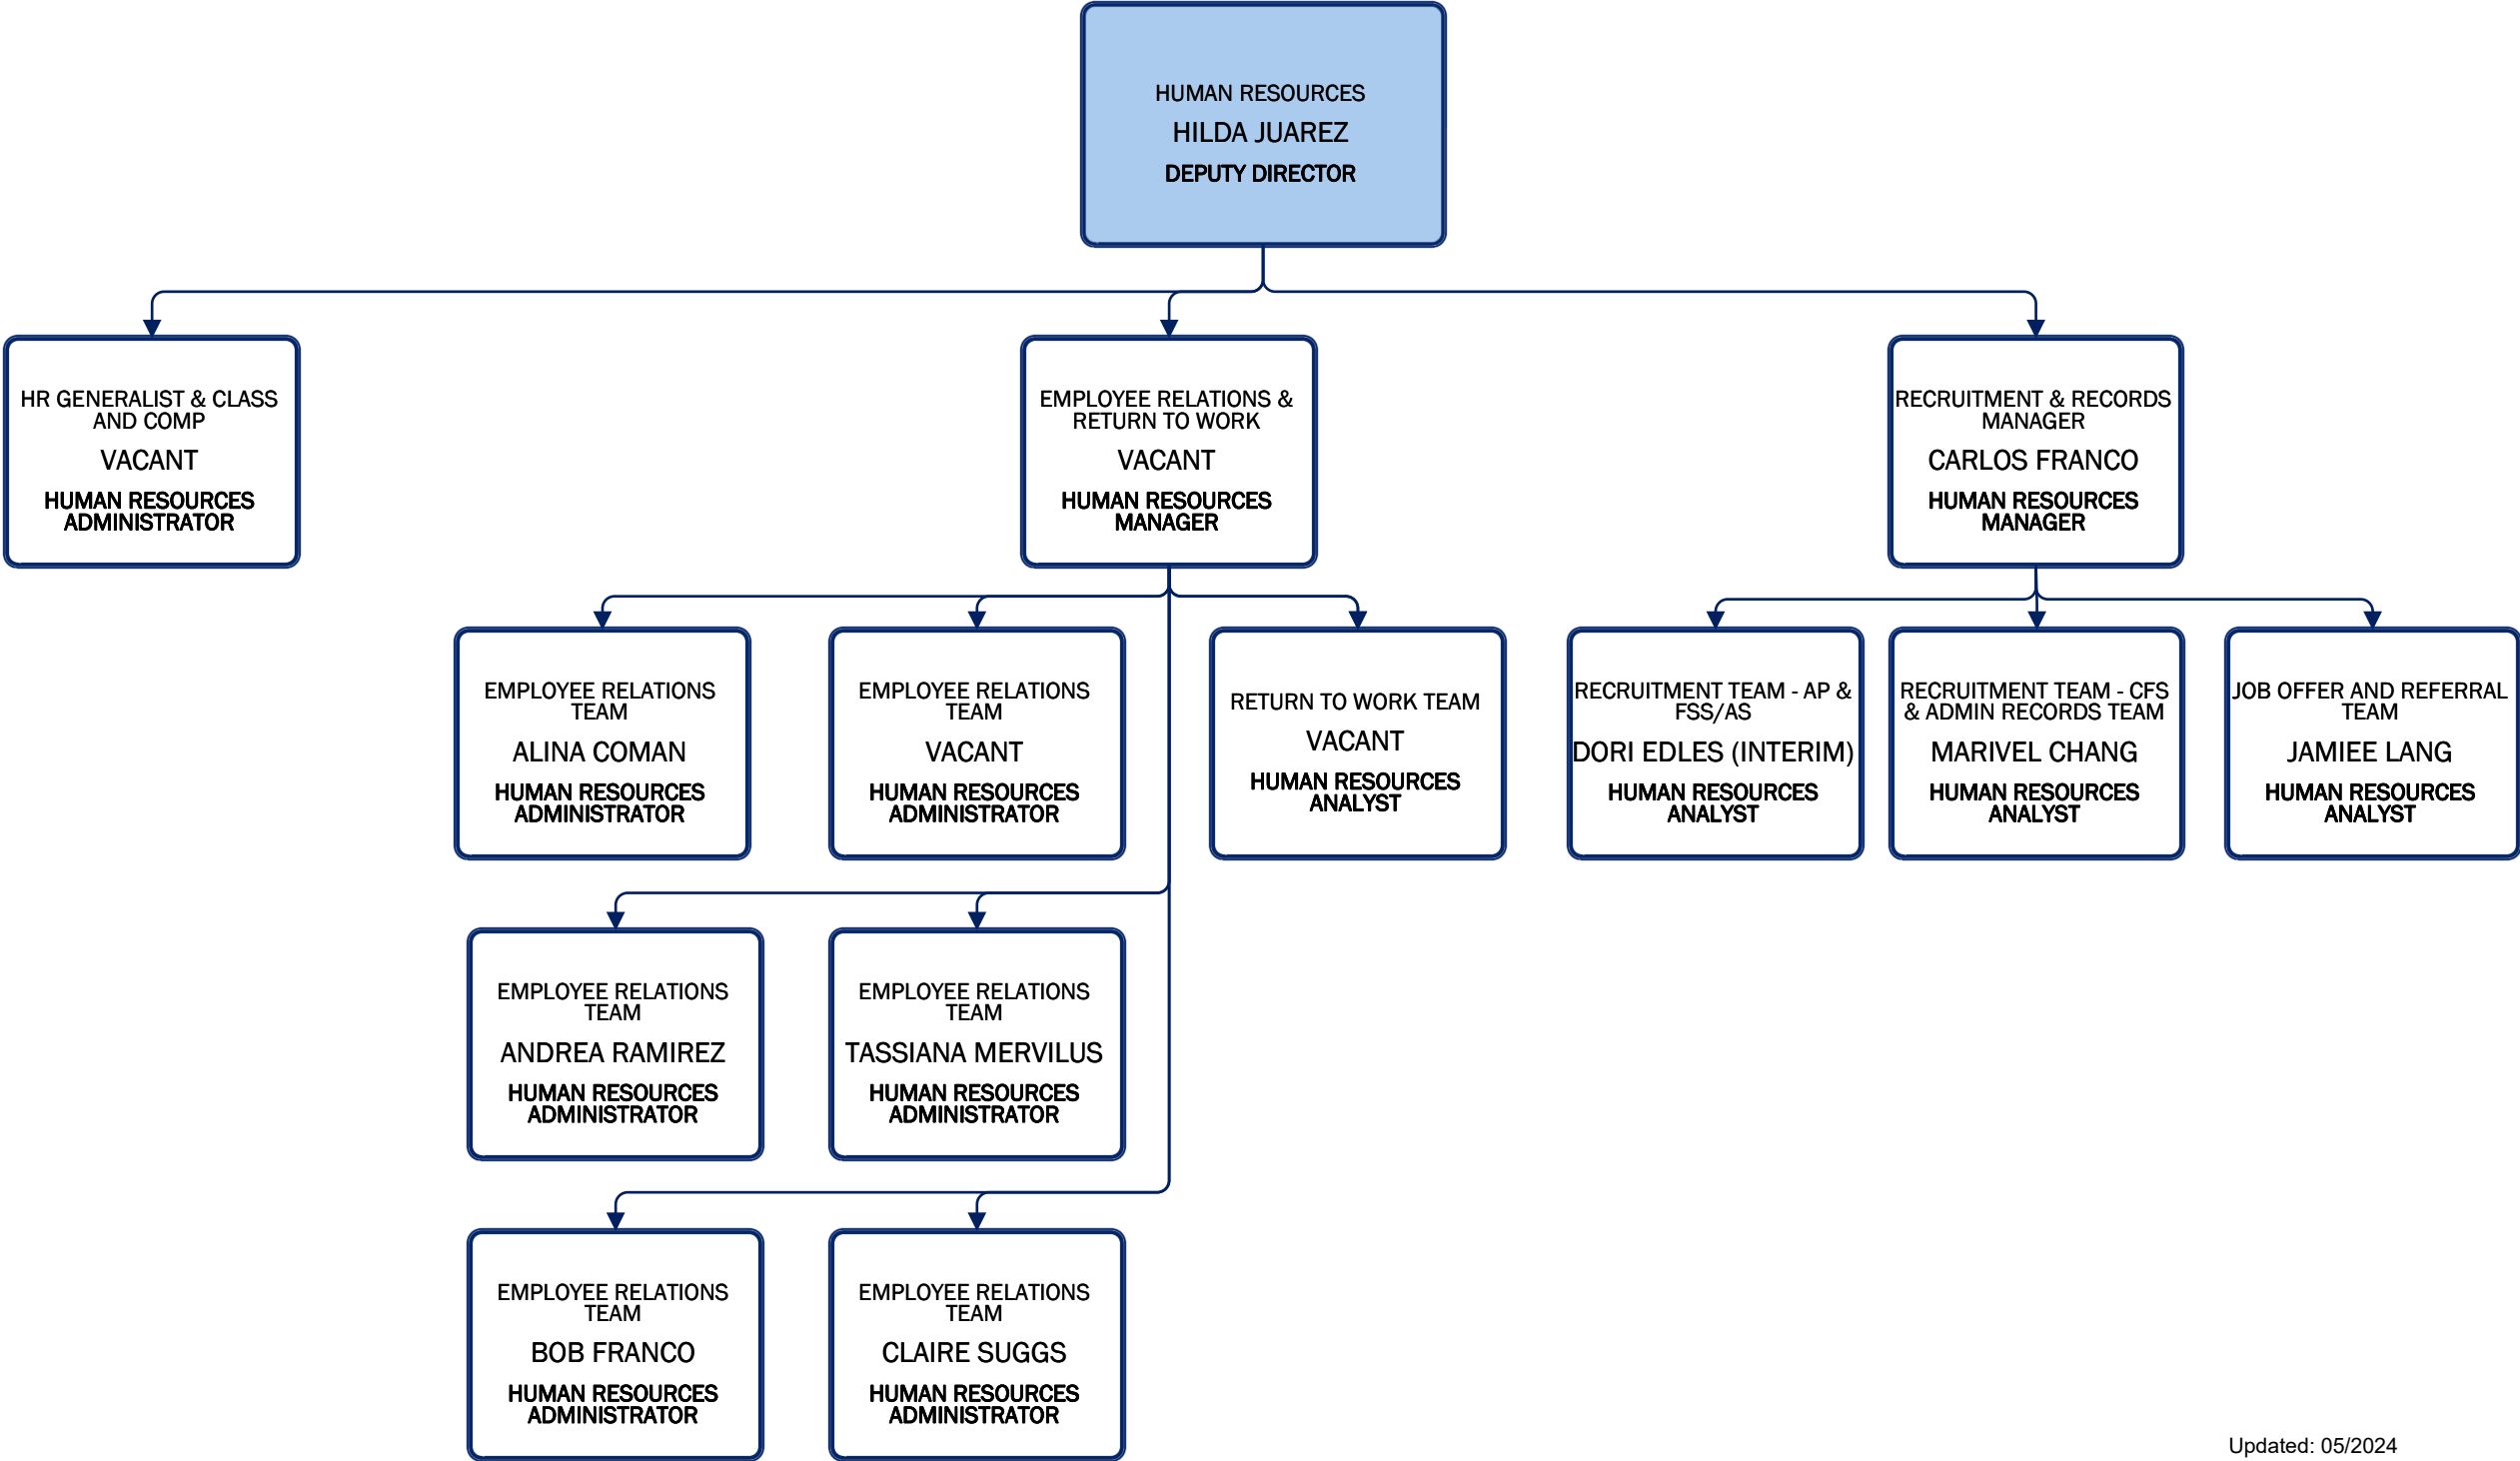 HUMAN RESOURCES
HILDA JUAREZ
DEPUTY DIRECTOR
HR GENERALIST & CLASS
AND COMP
VACANT
HUMAN RESOURCES
ADMINISTRATOR
EMPLOYEE RELATIONS &
RETURN TO WORK
VACANT
HUMAN RESOURCES
MANAGER
RECRUITMENT & RECORDS
MANAGER
CARLOS FRANCO
HUMAN RESOURCES
MANAGER
EMPLOYEE RELATIONS
TEAM
ALINA COMAN
HUMAN RESOURCES
ADMINISTRATOR
EMPLOYEE RELATIONS
TEAM
VACANT
HUMAN RESOURCES
ADMINISTRATOR
RETURN TO WORK TEAM
VACANT
HUMAN RESOURCES
ANALYST
RECRUITMENT TEAM - AP &
FSS/AS
DORI EDLES (INTERIM)
HUMAN RESOURCES
ANALYST
RECRUITMENT TEAM - CFS
& ADMIN RECORDS TEAM
MARIVEL CHANG
HUMAN RESOURCES
ANALYST
JOB OFFER AND REFERRAL
TEAM
JAMIEE LANG
HUMAN RESOURCES
ANALYST
EMPLOYEE RELATIONS
TEAM
ANDREA RAMIREZ
HUMAN RESOURCES
ADMINISTRATOR
EMPLOYEE RELATIONS
TEAM
TASSIANA MERVILUS
HUMAN RESOURCES
ADMINISTRATOR
EMPLOYEE RELATIONS
TEAM
BOB FRANCO
HUMAN RESOURCES
ADMINISTRATOR
EMPLOYEE RELATIONS
TEAM
CLAIRE SUGGS
HUMAN RESOURCES
ADMINISTRATOR
Updated: 05/2024